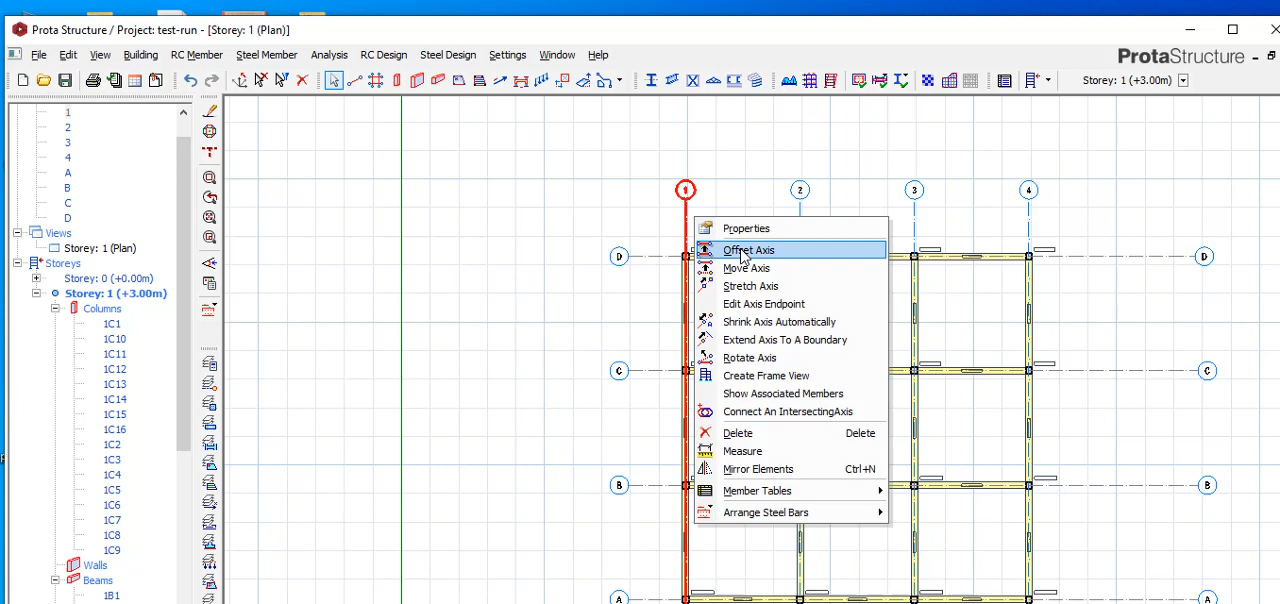 Prota Structure / Project: test-run - [Storey: 1 (Plan)]
File Edit View Building RC Member Steel Member Analysis RC Design Steel Design Settings Window Help
ProtaStructure
Storey: 1 (+3.00m)
1
2
3
4
A
B
C
D
Views
Storey: 1 (Plan)
Storeys
Storey: 0 (+0.00m)
Storey: 1 (+3.00m)
Columns
1C1
1C10
1C11
1C12
1C13
1C14
1C15
1C16
1C2
1C3
1C4
1C5
1C6
1C7
1C8
1C9
Walls
Beams
1B1
1 2 3 4
D D
C C
B B
A A
Properties
Offset Axis
Move Axis
Stretch Axis
Edit Axis Endpoint
Shrink Axis Automatically
Extend Axis To A Boundary
Rotate Axis
Create Frame View
Show Associated Members
Connect An IntersectingAxis
Delete Delete
Measure
Mirror Elements Ctrl+N
Member Tables
Arrange Steel Bars